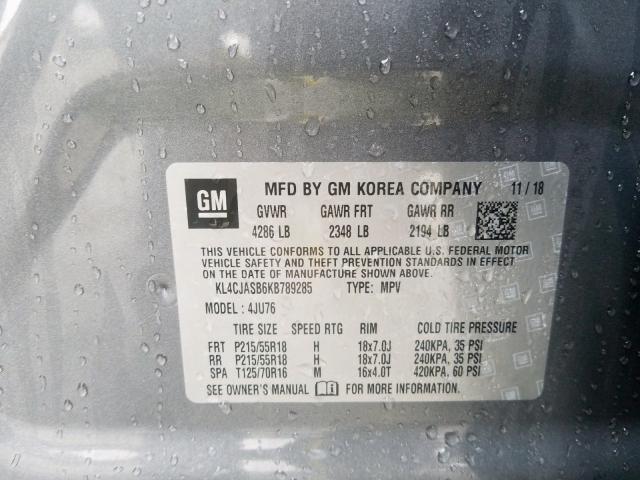 GM MFD BY GM KOREA COMPANY 11/18
GVWR GAWR FRT GAWR RR
4286 LB 2348 LB 2194 LB
THIS VEHICLE CONFORMS TO ALL APPLICABLE U.S. FEDERAL MOTOR
VEHICLE SAFETY AND THEFT PREVENTION STANDARDS IN EFFECT
ON THE DATE OF MANUFACTURE SHOWN ABOVE.
KL4CJASB6KB789285 TYPE: MPV
MODEL: 4JU76
TIRE SIZE SPEED RTG RIM COLD TIRE PRESSURE
FRT P215/55R18 H 18x7.0J 240KPA, 35 PSI
RR P215/55R18 H 18x7.0J 240KPA, 35 PSI
SPA T125/70R16 M 16x4.0T 420KPA, 60 PSI
SEE OWNER'S MANUAL FOR MORE INFORMATION.